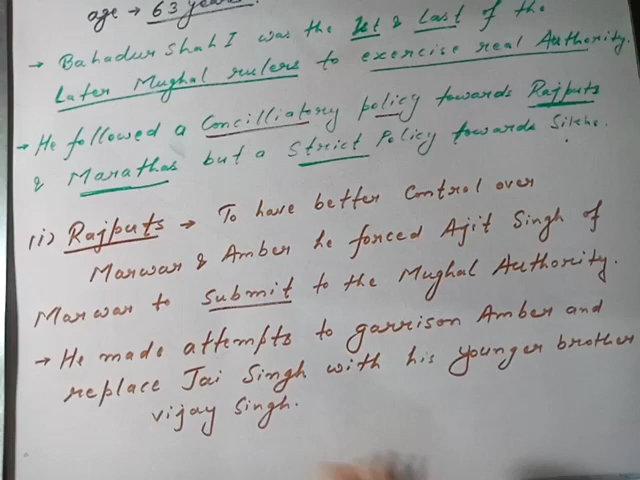 age → 63 years.
→ Bahadur Shah I was the 1st & Last of the
Later Mughal rulers to exercise real Authority.
→ He followed a Concilliatory policy towards Rajputs
& Marathas but a Strict Policy towards Sikhs.
(i) Rajputs → To have better Control over
Marwar & Amber he forced Ajit Singh of
Marwar to submit to the Mughal Authority.
→ He made attempts to garrison Amber and
replace Jai Singh with his younger brother
vijay Singh.